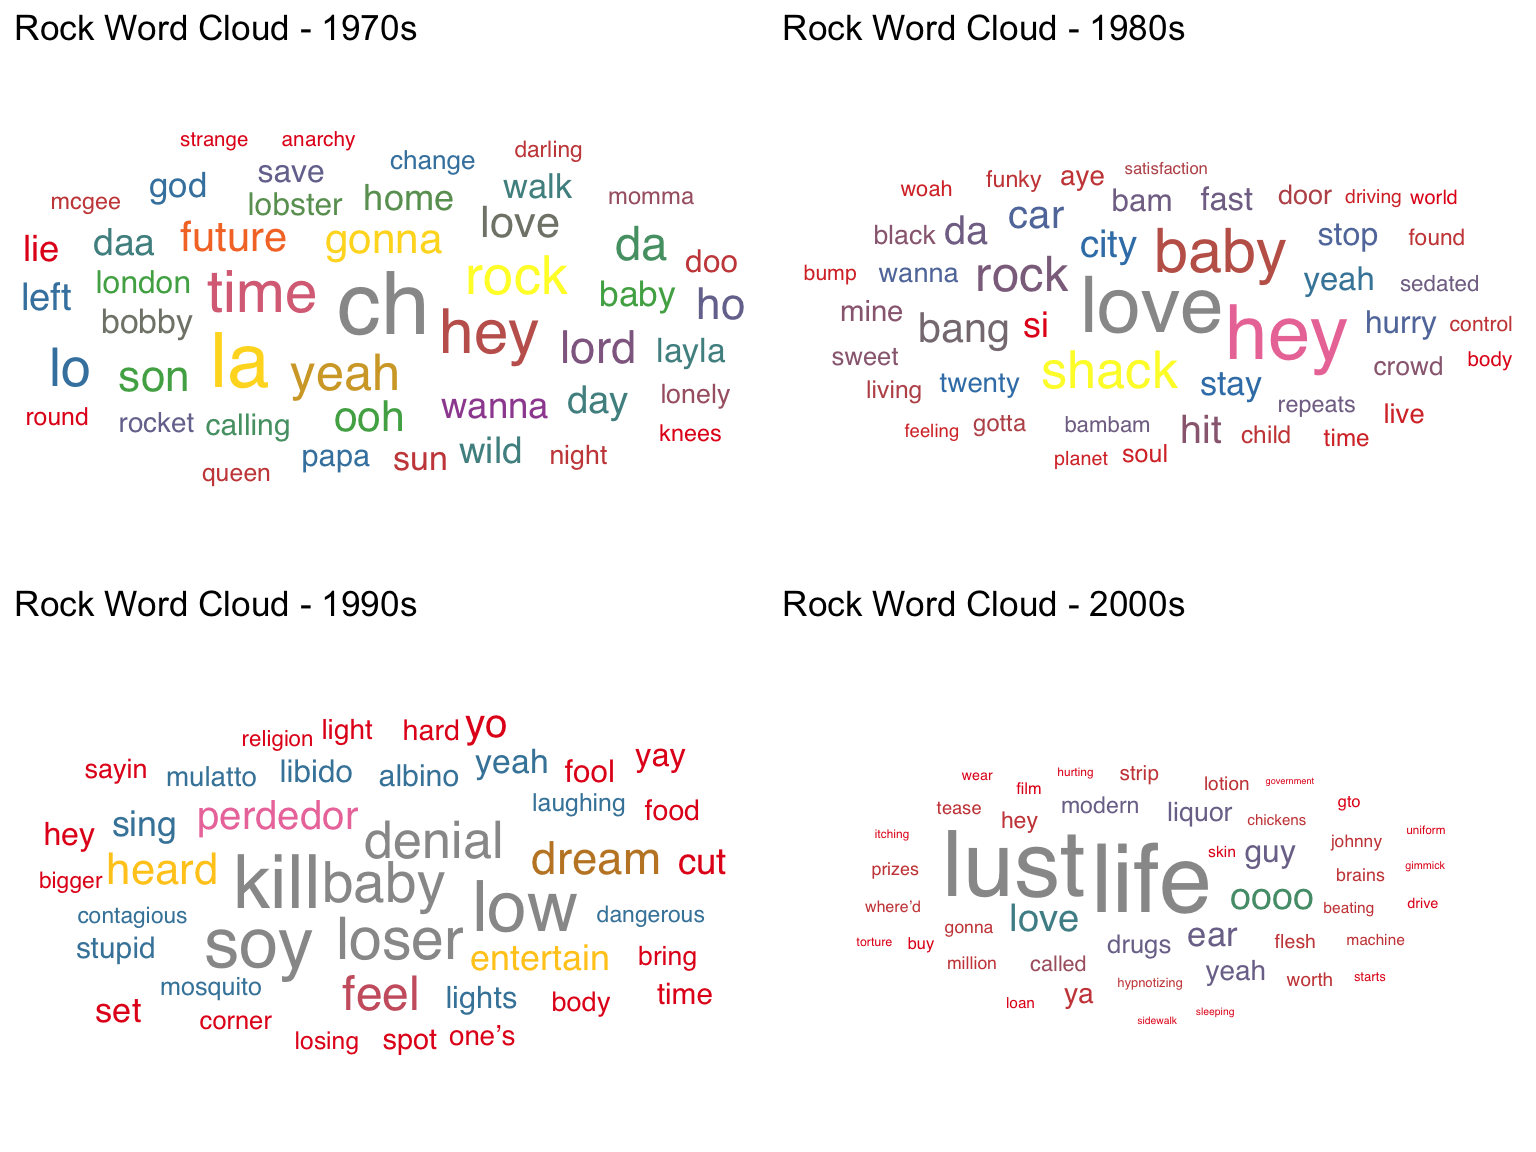 Rock Word Cloud - 1970s
strange anarchy
change darling
save
god walk
mcgee lobster home momma
love
lie daa future gonna da
doo
london time ch rock baby
left ho
bobby hey lord layla
lo son la yeah
wanna day lonely
round rocket calling ooh
knees
papa sun wild night
queen
Rock Word Cloud - 1980s
satisfaction
woah funky aye
bam fast door driving world
black da car
city baby stop found
bump wanna rock yeah sedated
love
mine bang si hey hurry control
sweet shack crowd body
living twenty stay
repeats live
feeling gotta bambam hit child time
planet soul
Rock Word Cloud - 1990s
religion light hard yo
sayin mulatto libido albino yeah fool yay
laughing food
hey sing perdedor
denial
bigger heard kill baby dream cut
low
contagious dangerous
stupid soy loser entertain bring
mosquito feel lights body time
set corner
losing spot one's
Rock Word Cloud - 2000s
wear film hurting strip lotion government
tease modern liquor gto
hey chickens
itching uniform
lust life skin guy johnny
prizes brains gimmick
where'd oooo beating drive
gonna love
torture buy drugs ear flesh machine
million called yeah
hypnotizing worth starts
loan ya
sidewalk sleeping